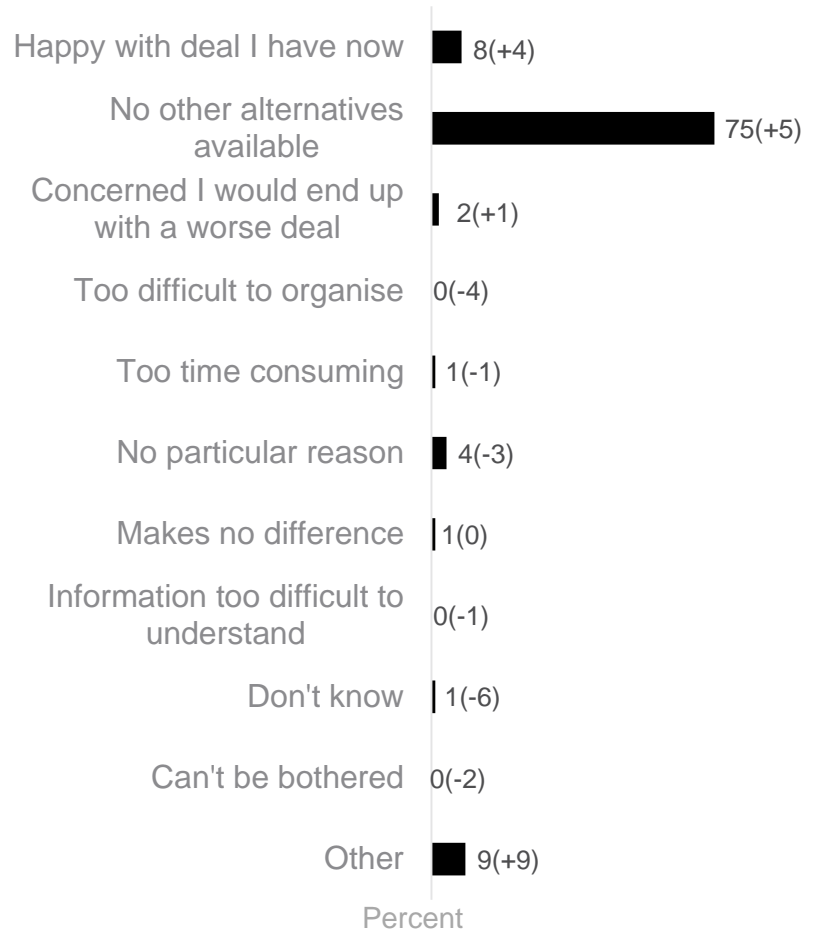 Happy with deal I have now 8(+4)
No other alternatives
available 75(+5)
Concerned I would end up
with a worse deal 2(+1)
Too difficult to organise 0(-4)
Too time consuming 1(-1)
No particular reason 4(-3)
Makes no difference 1(0)
Information too difficult to
understand 0(-1)
Don't know 1(-6)
Can't be bothered 0(-2)
Other 9(+9)
Percent